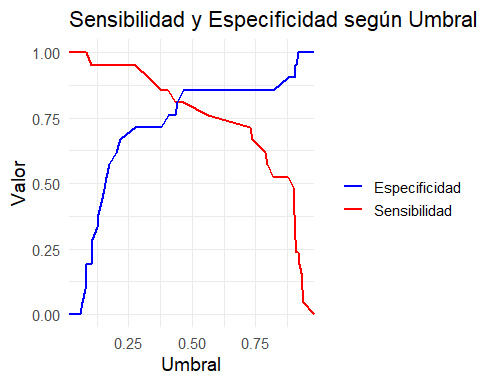 Sensibilidad y Especificidad según Umbral
1.00
0.75
0.50
0.25
0.00
Valor
0.25 0.50 0.75
Umbral
Especificidad
Sensibilidad